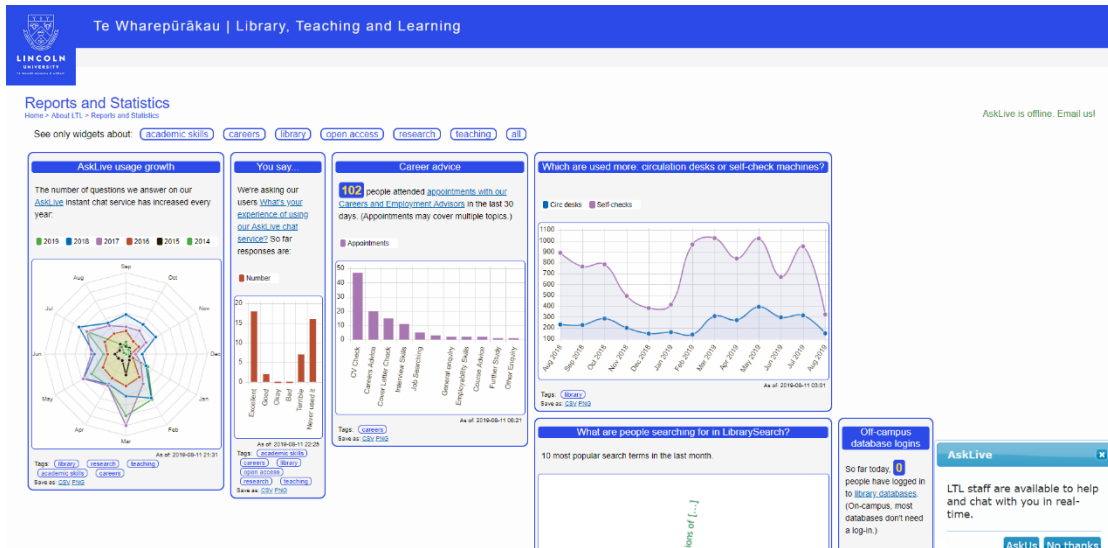 Te Wharepūrākau | Library, Teaching and Learning
LINCOLN
UNIVERSITY
Reports and Statistics
Home > About LTL > Reports and Statistics
AskLive is offline. Email us!
See only widgets about: academic skills careers library open access research teaching all
AskLive usage growth
The number of questions we answer on our
AskLive instant chat service has increased every
year:
2019 2018 2017 2016 2015 2014
Sep
Oct
Nov
Dec
Jan
Feb
Mar
Apr
May
Jun
Jul
Aug
As of: 2019-08-11 21:31
Tags: library research teaching
academic skills careers
Save as: CSV PNG
You say...
We're asking our
users What's your
experience of using
our AskLive chat
service? So far
responses are:
Number
20
15
10
5
0
Excellent
Good
Okay
Bad
Terrible
Never used it
As of: 2019-08-11 22:25
Tags: academic skills
careers library
open access
research teaching
Save as: CSV PNG
Career advice
102 people attended appointments with our
Careers and Employment Advisors in the last 30
days. (Appointments may cover multiple topics.)
Appointments
50
40
30
20
10
0
CV Check
Careers Advice
Cover Letter Check
Interview Skills
Job Searching
General enquiry
Employability Skills
Course Advice
Further Study
Other Enquiry
As of: 2019-08-11 06:21
Tags: careers
Save as: CSV PNG
Which are used more: circulation desks or self-check machines?
Circ desks Self-checks
1100
1000
900
800
700
600
500
400
300
200
100
Aug 2018
Sep 2018
Oct 2018
Nov 2018
Dec 2018
Jan 2019
Feb 2019
Mar 2019
Apr 2019
May 2019
Jun 2019
Jul 2019
Aug 2019
As of: 2019-08-11 03:01
Tags: library
Save as: CSV PNG
What are people searching for in LibrarySearch?
10 most popular search terms in the last month.
ions of [...]
Off-campus
database logins
So far today, 0
people have logged in
to library databases.
(On-campus, most
databases don't need
a log-in.)
AskLive
LTL staff are available to help
and chat with you in real-
time.
AskUs No thanks